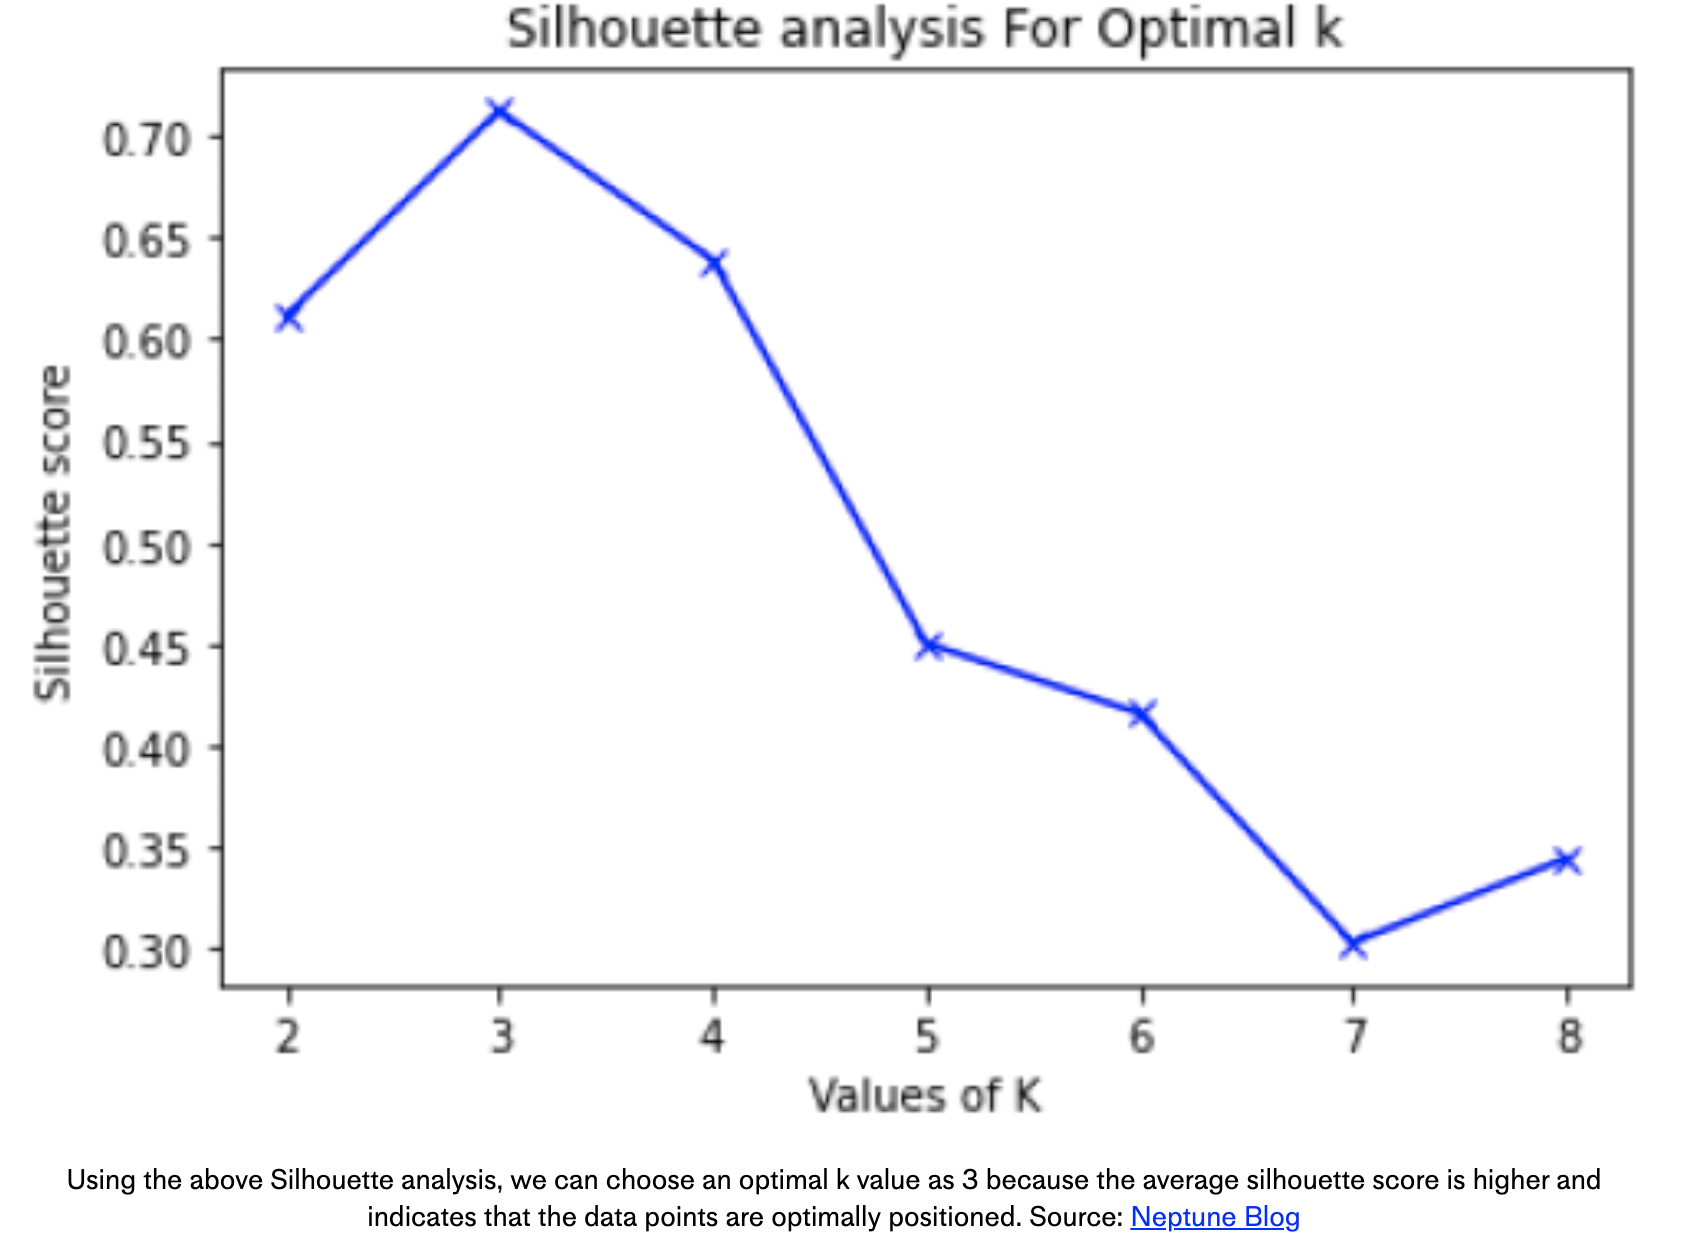 Silhouette analysis For Optimal k
0.70
0.65
0.60
0.55
0.50
0.45
0.40
0.35
0.30
Silhouette score
2 3 4 5 6 7 8
Values of K
Using the above Silhouette analysis, we can choose an optimal k value as 3 because the average silhouette score is higher and
indicates that the data points are optimally positioned. Source: Neptune Blog